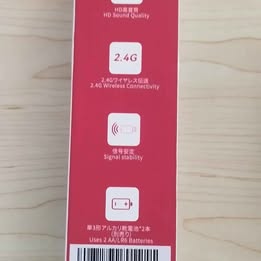 HD高音質
HD Sound Quality
2.4G
2.4Gワイヤレス伝送
2.4G Wireless Connectivity
信号安定
Signal stability
単3形アルカリ乾電池*2本
(別売り)
Uses 2 AA/LR6 Batteries